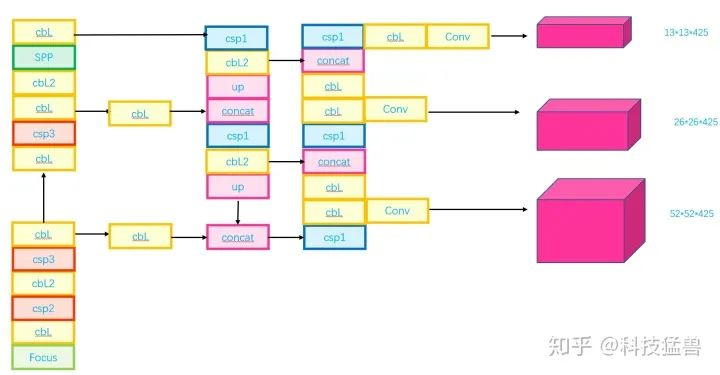 cbL
SPP
cbL2
cbL
csp3
cbL
cbL
csp3
cbL2
csp2
cbL
Focus
cbL
cbL
csp1
cbL2
up
concat
csp1
cbL2
up
concat
csp1 cbL Conv
concat
cbL
cbL Conv
csp1
concat
cbL
cbL Conv
csp1
13*13*425
26*26*425
52*52*425
知乎 @科技猛兽